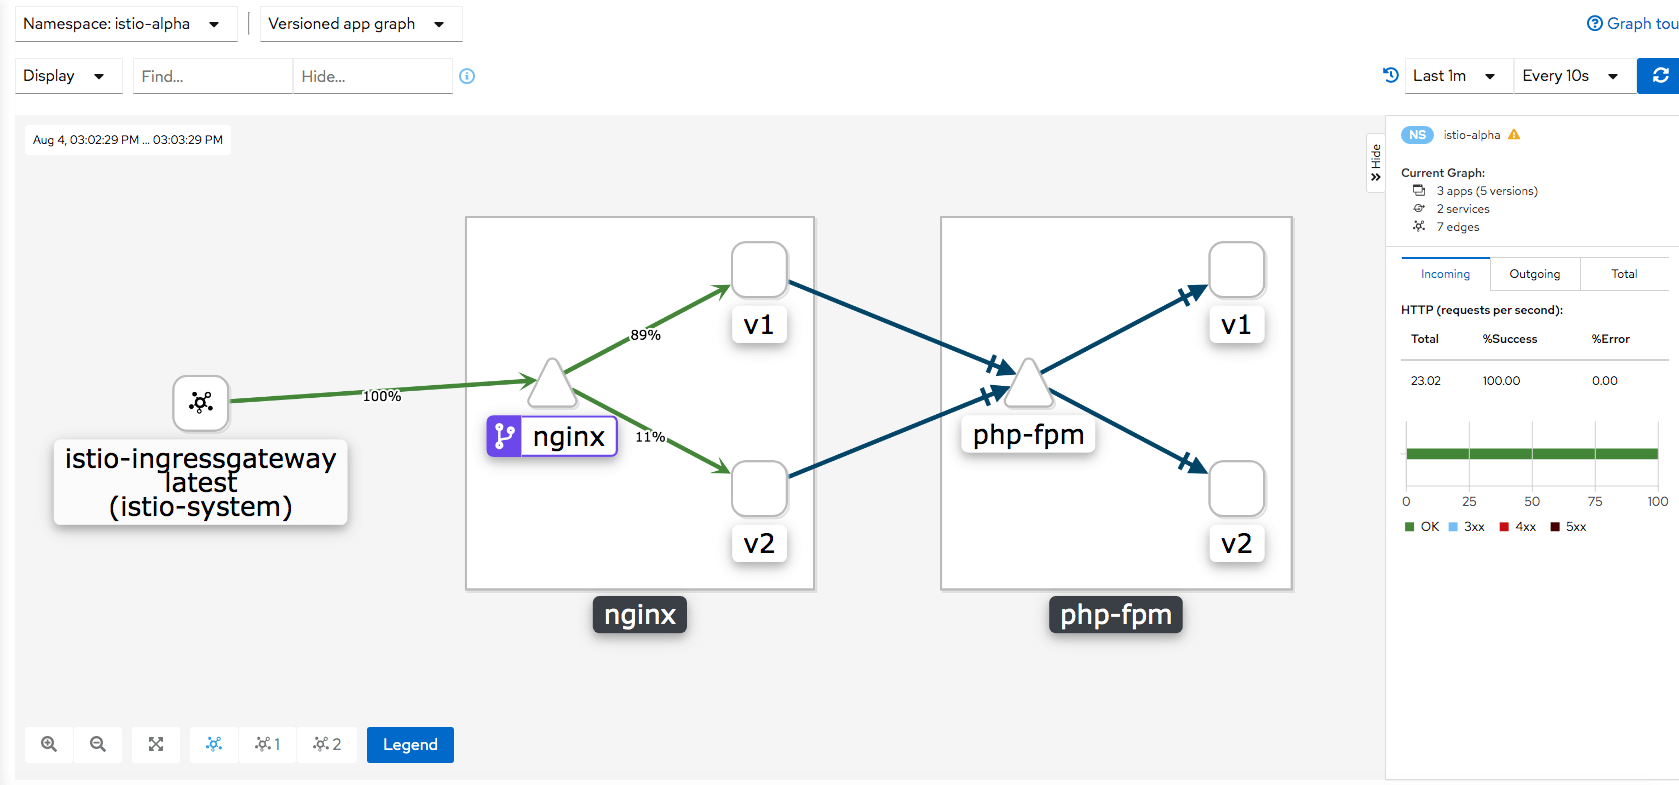 Namespace: istio-alpha
Versioned app graph
Graph tou
Display
Find...
Hide...
Last 1m
Every 10s
Aug 4, 03:02:29 PM ... 03:03:29 PM
Hide
NS istio-alpha
Current Graph:
3 apps (5 versions)
2 services
7 edges
Incoming
Outgoing
Total
HTTP (requests per second):
Total %Success %Error
23.02 100.00 0.00
0 25 50 75 100
OK 3xx 4xx 5xx
istio-ingressgateway
latest
(istio-system)
100%
89%
11%
nginx
v1
v2
nginx
php-fpm
v1
v2
php-fpm
1
2
Legend